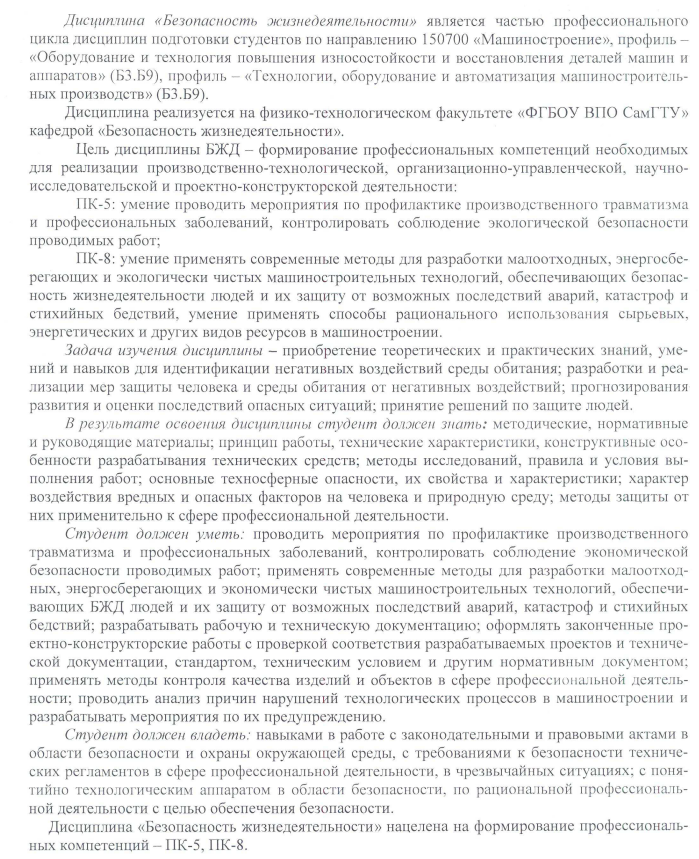 Дисциплина «Безопасность жизнедеятельности» является частью профессионального
цикла дисциплин подготовки студентов по направлению 150700 «Машиностроение», профиль –
«Оборудование и технология повышения износостойкости и восстановления деталей машин и
аппаратов» (Б3.Б9), профиль – «Технологии, оборудование и автоматизация машиностроитель-
ных производств» (Б3.Б9).
Дисциплина реализуется на физико-технологическом факультете «ФГБОУ ВПО СамГТУ»
кафедрой «Безопасность жизнедеятельности».
Цель дисциплины БЖД – формирование профессиональных компетенций необходимых
для реализации производственно-технологической, организационно-управленческой, научно-
исследовательской и проектно-конструкторской деятельности:
ПК-5: умение проводить мероприятия по профилактике производственного травматизма
и профессиональных заболеваний, контролировать соблюдение экологической безопасности
проводимых работ;
ПК-8: умение применять современные методы для разработки малоотходных, энергосбе-
регающих и экологически чистых машиностроительных технологий, обеспечивающих безопас-
ность жизнедеятельности людей и их защиту от возможных последствий аварий, катастроф и
стихийных бедствий, умение применять способы рационального использования сырьевых,
энергетических и других видов ресурсов в машиностроении.
Задача изучения дисциплины – приобретение теоретических и практических знаний, уме-
ний и навыков для идентификации негативных воздействий среды обитания; разработки и реа-
лизации мер защиты человека и среды обитания от негативных воздействий; прогнозирования
развития и оценки последствий опасных ситуаций; принятие решений по защите людей.
В результате освоения дисциплины студент должен знать: методические, нормативные
и руководящие материалы; принцип работы, технические характеристики, конструктивные осо-
бенности разрабатывания технических средств; методы исследований, правила и условия вы-
полнения работ; основные техносферные опасности, их свойства и характеристики; характер
воздействия вредных и опасных факторов на человека и природную среду; методы защиты от
них применительно к сфере профессиональной деятельности.
Студент должен уметь: проводить мероприятия по профилактике производственного
травматизма и профессиональных заболеваний, контролировать соблюдение экономической
безопасности проводимых работ; применять современные методы для разработки малоотход-
ных, энергосберегающих и экономически чистых машиностроительных технологий, обеспечи-
вающих БЖД людей и их защиту от возможных последствий аварий, катастроф и стихийных
бедствий; разрабатывать рабочую и техническую документацию; оформлять законченные про-
ектно-конструкторские работы с проверкой соответствия разрабатываемых проектов и техниче-
ской документации, стандартом, техническим условием и другим нормативным документом;
применять методы контроля качества изделий и объектов в сфере профессиональной деятель-
ности; проводить анализ причин нарушений технологических процессов в машиностроении и
разрабатывать мероприятия по их предупреждению.
Студент должен владеть: навыками в работе с законодательными и правовыми актами в
области безопасности и охраны окружающей среды, с требованиями к безопасности техниче-
ских регламентов в сфере профессиональной деятельности, в чрезвычайных ситуациях; с поня-
тийно технологическим аппаратом в области безопасности, по рациональной профессиональ-
ной деятельности с целью обеспечения безопасности.
Дисциплина «Безопасность жизнедеятельности» нацелена на формирование профессиональ-
ных компетенций – ПК-5, ПК-8.